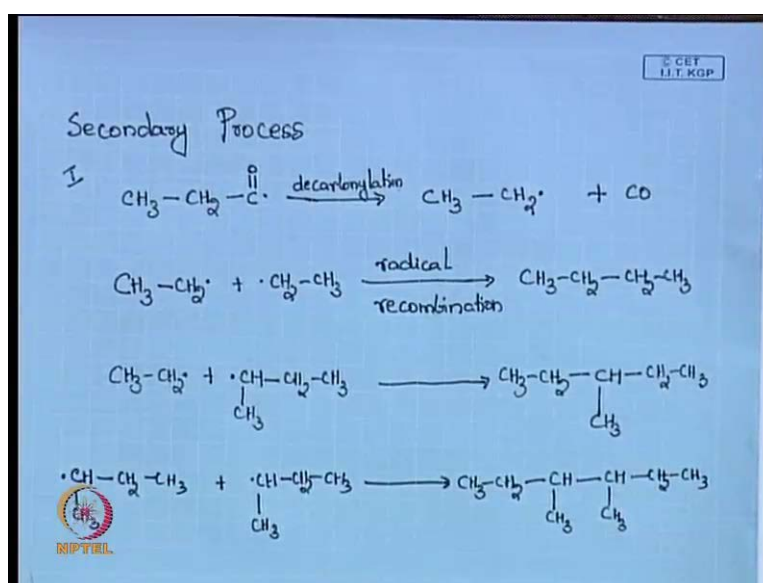 © CET
I.I.T. KGP
Secondary Process
I
O
CH3-CH2-C· decarbonylation CH3-CH2· + CO
CH3-CH2· + ·CH2-CH3 radical recombination CH3-CH2-CH2-CH3
CH3-CH2· + ·CH-CH2-CH3 CH3-CH2-CH-CH2-CH3
CH3 CH3
·CH-CH2-CH3 + ·CH-CH2-CH3 CH3-CH2-CH-CH-CH2-CH3
CH3 CH3 CH3 CH3
NPTEL